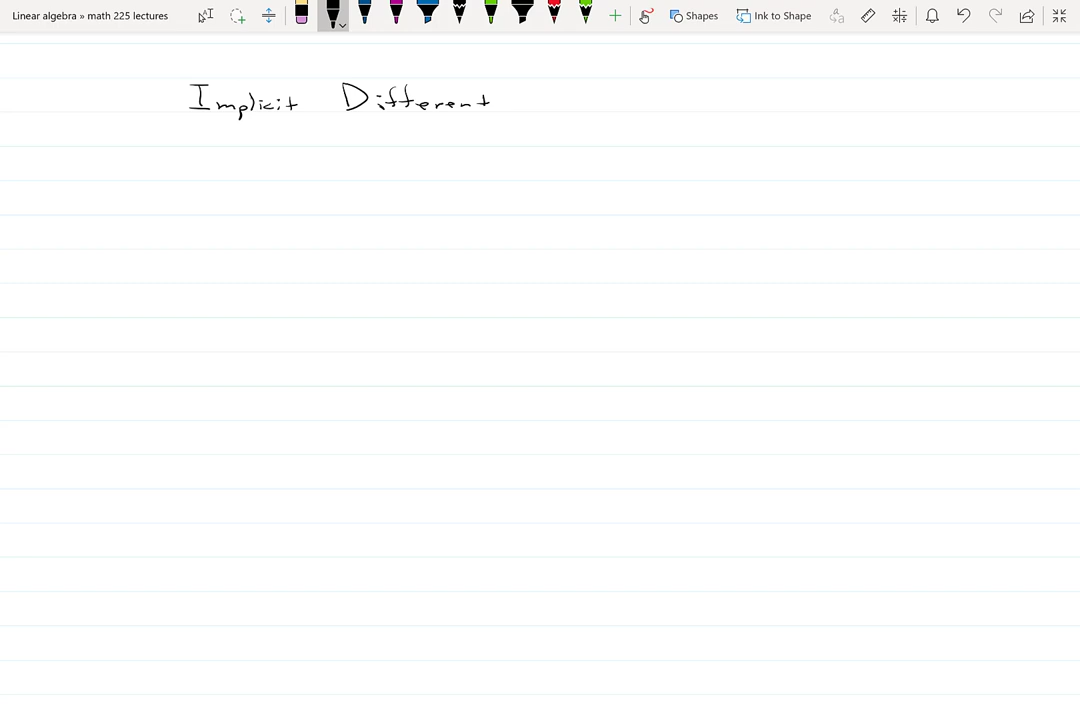 Linear algebra » math 225 lectures Shapes Ink to Shape
Implicit Different